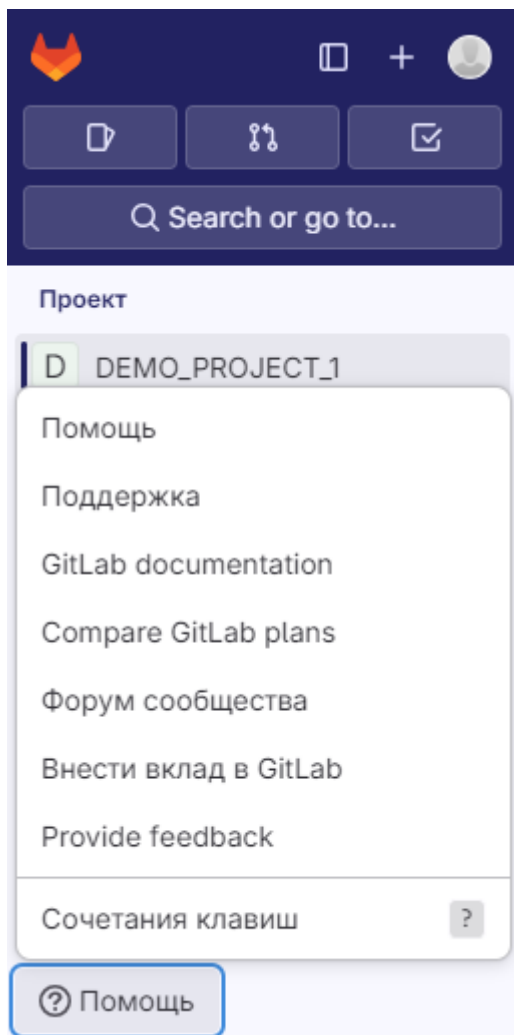 Search or go to...
Проект
D DEMO_PROJECT_1
Помощь
Поддержка
GitLab documentation
Compare GitLab plans
Форум сообщества
Внести вклад в GitLab
Provide feedback
Сочетания клавиш ?
? Помощь